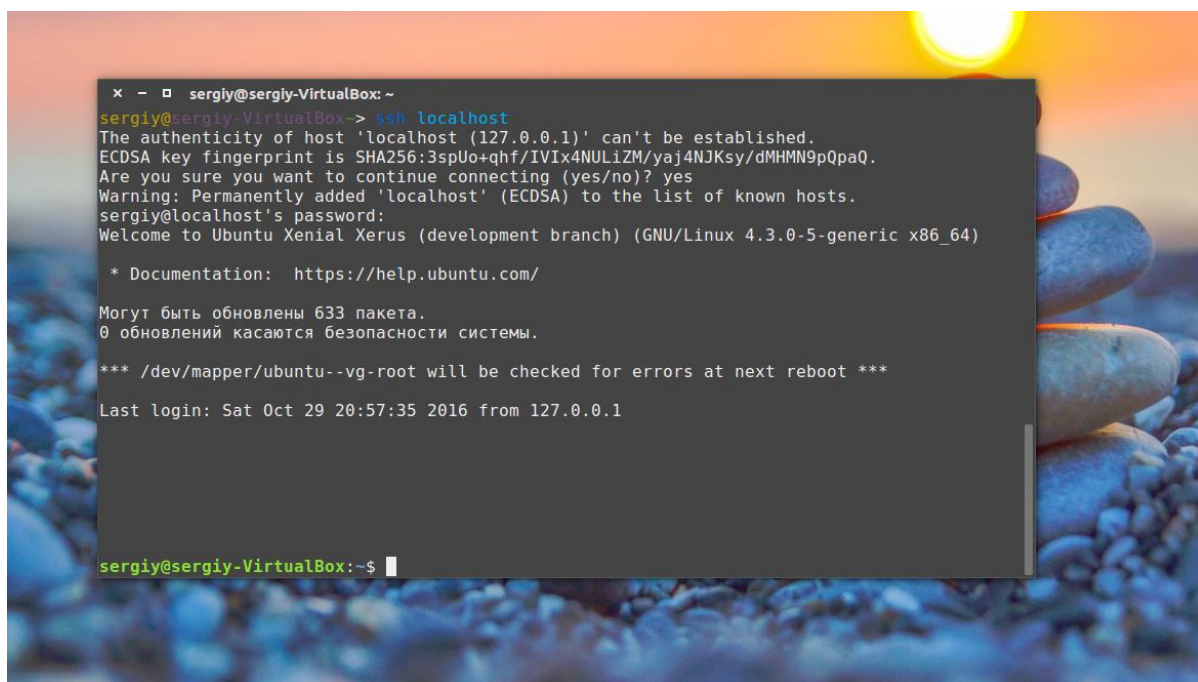 sergiy@sergiy-VirtualBox: ~
sergiy@sergiy-VirtualBox~> ssh localhost
The authenticity of host 'localhost (127.0.0.1)' can't be established.
ECDSA key fingerprint is SHA256:3spUo+qhf/IVIx4NULiZM/yaj4NJKsy/dMHMN9pQpaQ.
Are you sure you want to continue connecting (yes/no)? yes
Warning: Permanently added 'localhost' (ECDSA) to the list of known hosts.
sergiy@localhost's password:
Welcome to Ubuntu Xenial Xerus (development branch) (GNU/Linux 4.3.0-5-generic x86_64)
* Documentation:  https://help.ubuntu.com/
Могут быть обновлены 633 пакета.
0 обновлений касаются безопасности системы.
*** /dev/mapper/ubuntu--vg-root will be checked for errors at next reboot ***
Last login: Sat Oct 29 20:57:35 2016 from 127.0.0.1
sergiy@sergiy-VirtualBox:~$